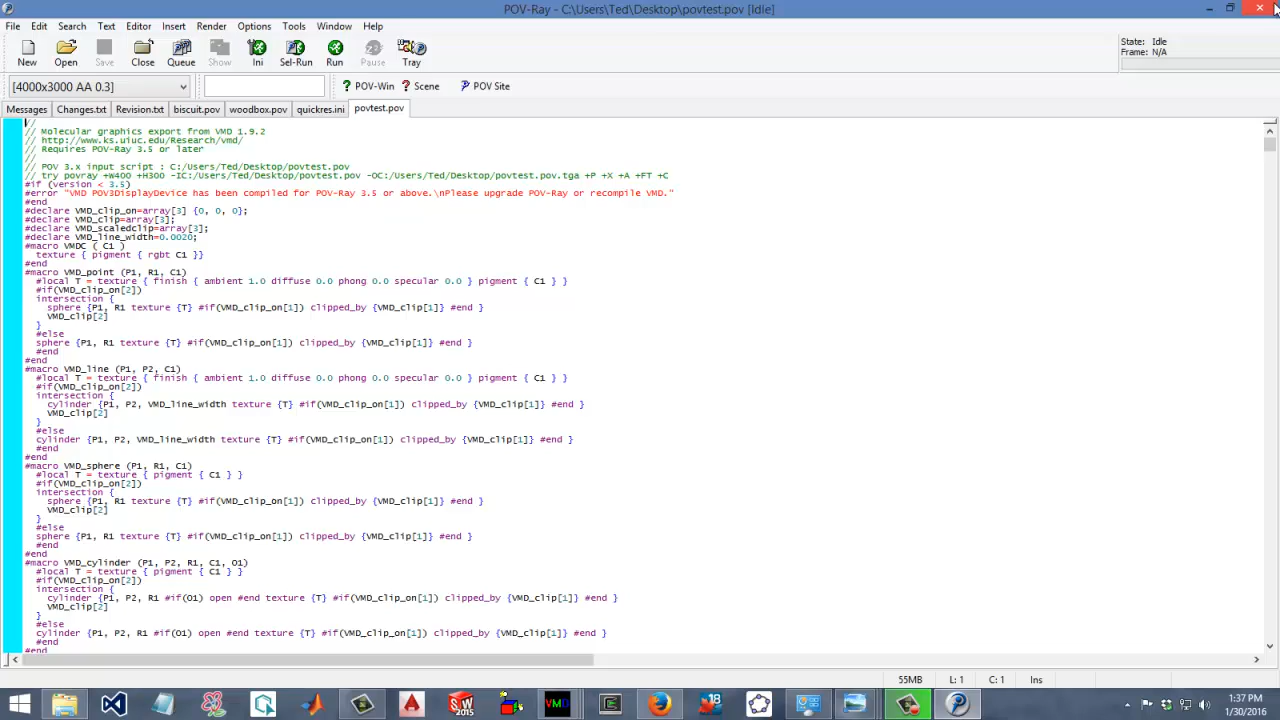 POV-Ray - C:\Users\Ted\Desktop\povtest.pov [Idle]
File Edit Search Text Editor Insert Render Options Tools Window Help
New Open Save Close Queue Show Ini Sel-Run Run Pause Tray
State: Idle
Frame: N/A
[4000x3000 AA 0.3] ? POV-Win ? Scene POV Site
Messages Changes.txt Revision.txt biscuit.pov woodbox.pov quickres.ini povtest.pov
//
// Molecular graphics export from VMD 1.9.2
// http://www.ks.uiuc.edu/Research/vmd/
// Requires POV-Ray 3.5 or later
//
// POV 3.x input script : C:/Users/Ted/Desktop/povtest.pov
// try povray +W400 +H300 -IC:/Users/Ted/Desktop/povtest.pov -OC:/Users/Ted/Desktop/povtest.pov.tga +P +X +A +FT +C
#if (version < 3.5)
#error "VMD POV3DisplayDevice has been compiled for POV-Ray 3.5 or above.\nPlease upgrade POV-Ray or recompile VMD."
#end
#declare VMD_clip_on=array[3] {0, 0, 0};
#declare VMD_clip=array[3];
#declare VMD_scaledclip=array[3];
#declare VMD_line_width=0.0020;
#macro VMDC ( C1 )
texture { pigment { rgbt C1 }}
#end
#macro VMD_point (P1, R1, C1)
#local T = texture { finish { ambient 1.0 diffuse 0.0 phong 0.0 specular 0.0 } pigment { C1 } }
#if(VMD_clip_on[2])
intersection {
sphere {P1, R1 texture {T} #if(VMD_clip_on[1]) clipped_by {VMD_clip[1]} #end }
VMD_clip[2]
}
#else
sphere {P1, R1 texture {T} #if(VMD_clip_on[1]) clipped_by {VMD_clip[1]} #end }
#end
#end
#macro VMD_line (P1, P2, C1)
#local T = texture { finish { ambient 1.0 diffuse 0.0 phong 0.0 specular 0.0 } pigment { C1 } }
#if(VMD_clip_on[2])
intersection {
cylinder {P1, P2, VMD_line_width texture {T} #if(VMD_clip_on[1]) clipped_by {VMD_clip[1]} #end }
VMD_clip[2]
}
#else
cylinder {P1, P2, VMD_line_width texture {T} #if(VMD_clip_on[1]) clipped_by {VMD_clip[1]} #end }
#end
#end
#macro VMD_sphere (P1, R1, C1)
#local T = texture { pigment { C1 } }
#if(VMD_clip_on[2])
intersection {
sphere {P1, R1 texture {T} #if(VMD_clip_on[1]) clipped_by {VMD_clip[1]} #end }
VMD_clip[2]
}
#else
sphere {P1, R1 texture {T} #if(VMD_clip_on[1]) clipped_by {VMD_clip[1]} #end }
#end
#end
#macro VMD_cylinder (P1, P2, R1, C1, O1)
#local T = texture { pigment { C1 } }
#if(VMD_clip_on[2])
intersection {
cylinder {P1, P2, R1 #if(O1) open #end texture {T} #if(VMD_clip_on[1]) clipped_by {VMD_clip[1]} #end }
VMD_clip[2]
}
#else
cylinder {P1, P2, R1 #if(O1) open #end texture {T} #if(VMD_clip_on[1]) clipped_by {VMD_clip[1]} #end }
#end
#end
55MB L: 1 C: 1 Ins
2015 VMD 18
1:37 PM
1/30/2016